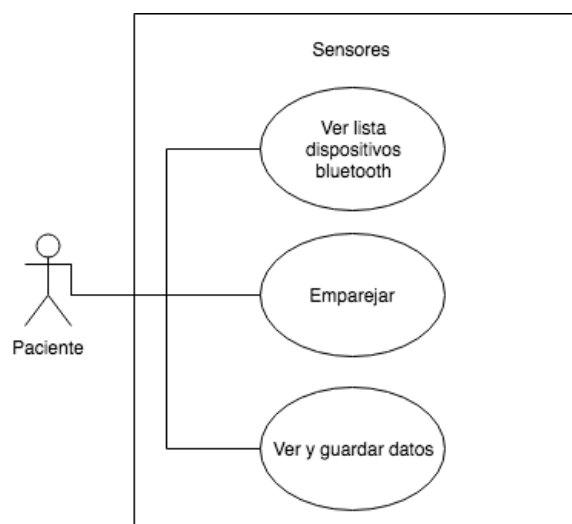 Sensores
Ver lista
dispositivos
bluetooth
Emparejar
Paciente
Ver y guardar datos